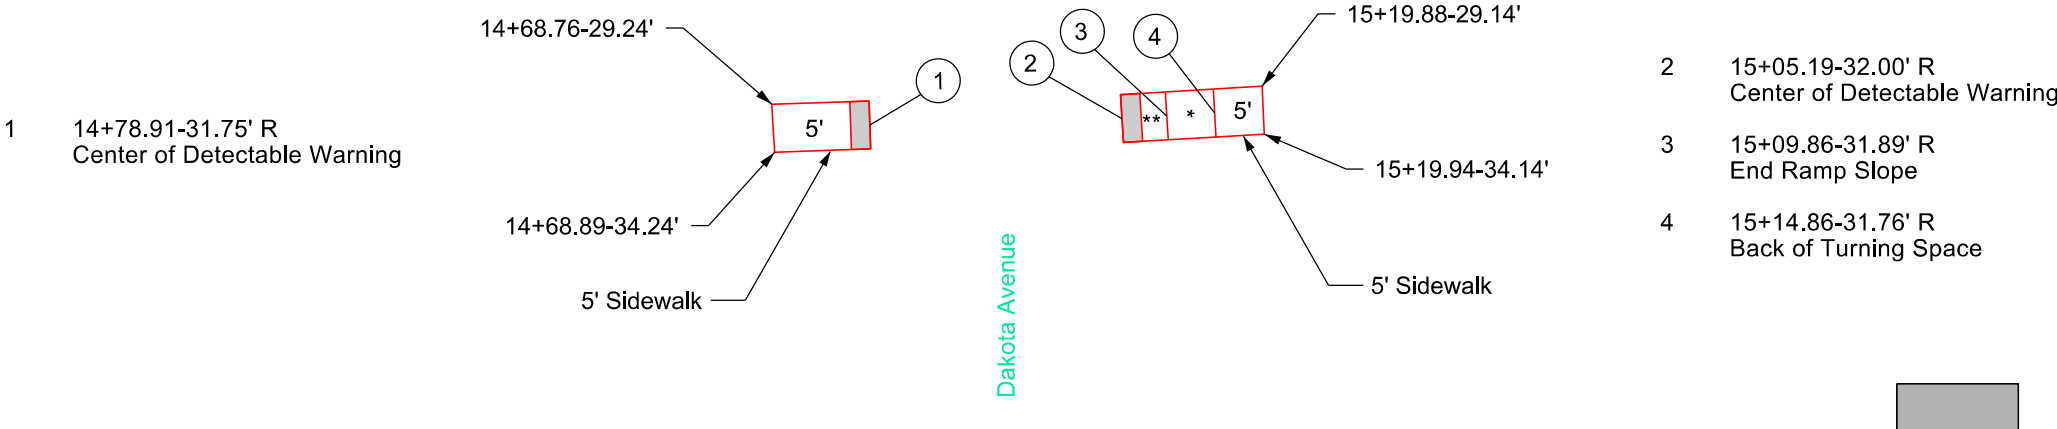 1 14+78.91-31.75' R
Center of Detectable Warning
14+68.76-29.24'
5'
1
14+68.89-34.24'
5' Sidewalk
Dakota Avenue
2
3
4
**
*
5'
15+19.88-29.14'
15+19.94-34.14'
5' Sidewalk
2 15+05.19-32.00' R
Center of Detectable Warning
3 15+09.86-31.89' R
End Ramp Slope
4 15+14.86-31.76' R
Back of Turning Space